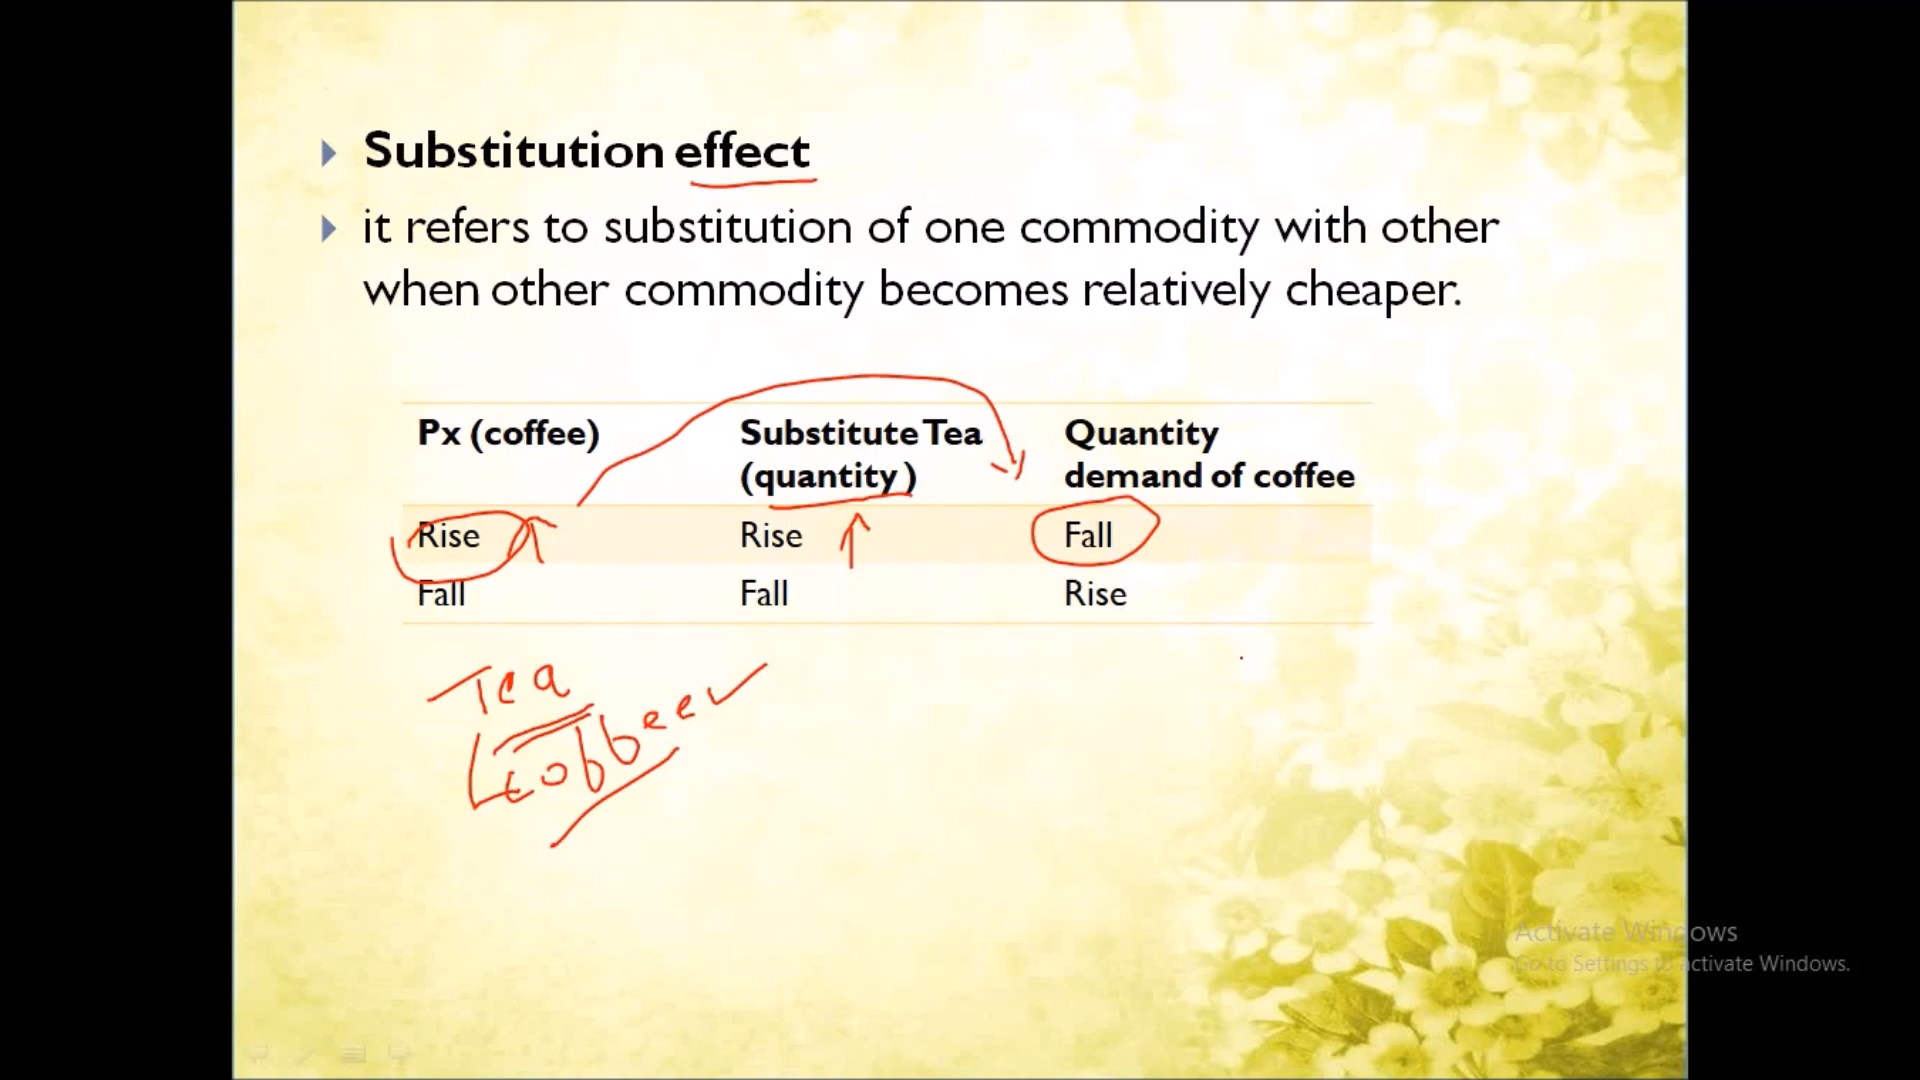 Substitution effect
it refers to substitution of one commodity with other
when other commodity becomes relatively cheaper.
Px (coffee) Substitute Tea Quantity
(quantity) demand of coffee
Rise Rise Fall
Fall Fall Rise
Tea
coffee
Activate Windows
Go to Settings to activate Windows.